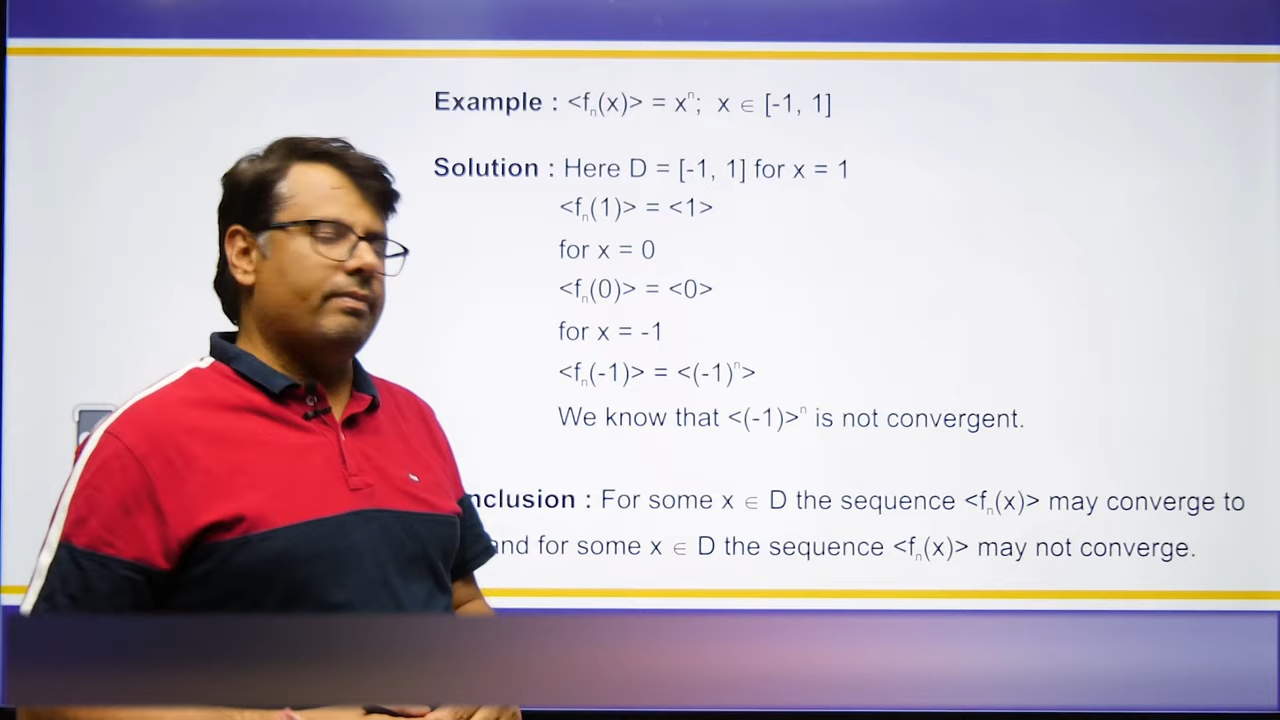 Example : <fₙ(x)> = xⁿ; x ∈ [-1, 1]
Solution : Here D = [-1, 1] for x = 1
<fₙ(1)> = <1>
for x = 0
<fₙ(0)> = <0>
for x = -1
<fₙ(-1)> = <(-1)ⁿ>
We know that <(-1)>ⁿ is not convergent.
nclusion : For some x ∈ D the sequence <fₙ(x)> may converge to
and for some x ∈ D the sequence <fₙ(x)> may not converge.